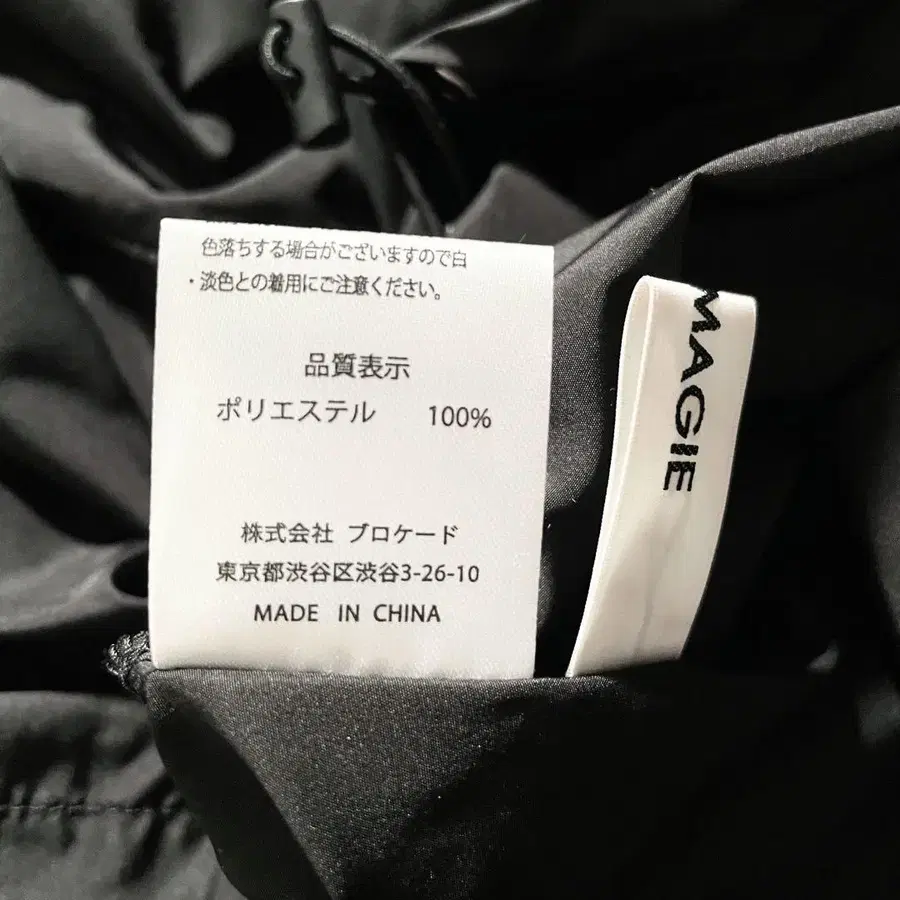 色落ちする場合がございますので白
・淡色との着用にご注意ください。
品質表示
ポリエステル 100%
株式会社 ブロケード
東京都渋谷区渋谷3-26-10
MADE IN CHINA
MAGIE